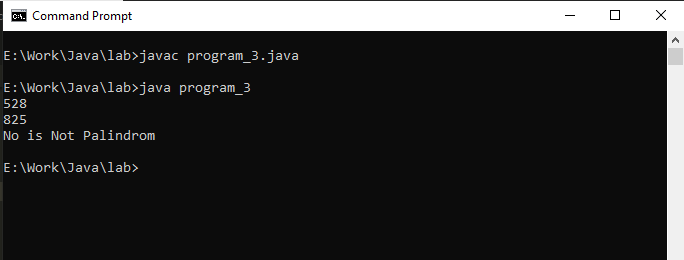 Command Prompt
E:\Work\Java\lab>javac program_3.java
E:\Work\Java\lab>java program_3
528
825
No is Not Palindrom
E:\Work\Java\lab>